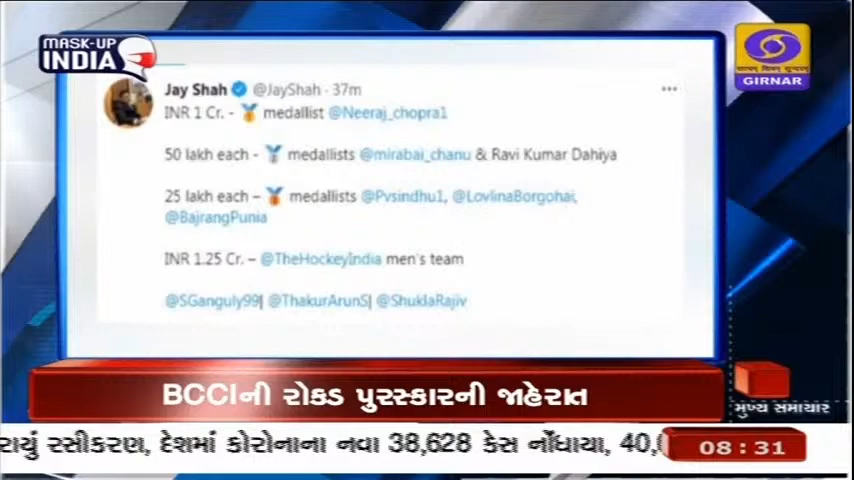 MASK-UP
INDIA
GIRNAR
Jay Shah @JayShah · 37m
INR 1 Cr. - 🥇 medallist @Neeraj_chopra1
50 lakh each - 🥈 medallists @mirabai_chanu & Ravi Kumar Dahiya
25 lakh each – 🥉 medallists @Pvsindhu1, @LovlinaBorgohai,
@BajrangPunia
INR 1.25 Cr. – @TheHockeyIndia men's team
@SGanguly99| @ThakurArunS| @ShuklaRajiv
BCCIની રોકડ પુરસ્કારની જાહેરાત
મુખ્ય સમાચાર
રાયું રસીકરણ, દેશમાં કોરોનાના નવા 38,628 કેસ નોંધાયા, 40,
08:31